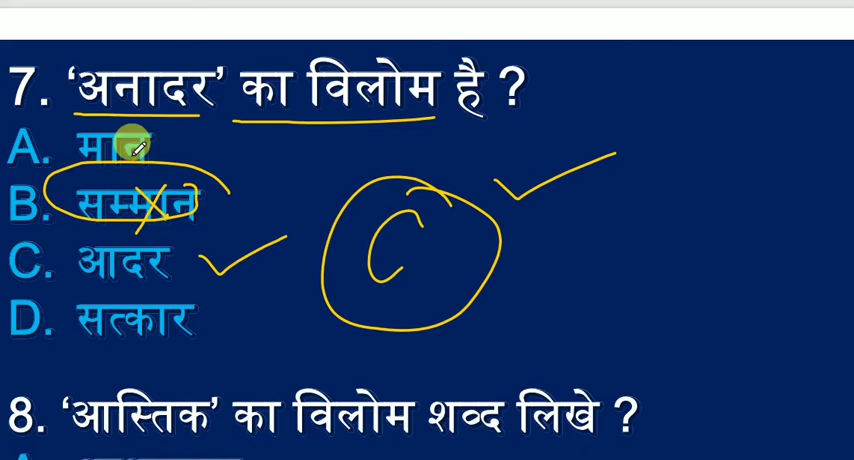 7. ‘अनादर’ का विलोम है ?
A. मान
B. सम्मान
C. आदर
D. सत्कार
C
8. ‘आस्तिक’ का विलोम शव्द लिखे ?